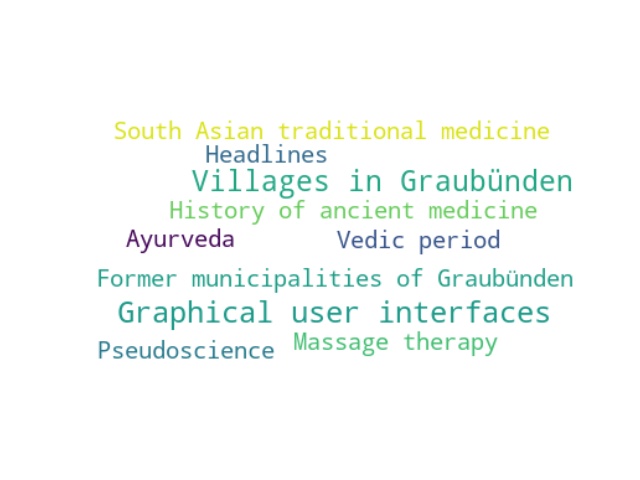 South Asian traditional medicine
Headlines
Villages in Graubünden
History of ancient medicine
Ayurveda Vedic period
Former municipalities of Graubünden
Graphical user interfaces
Pseudoscience Massage therapy